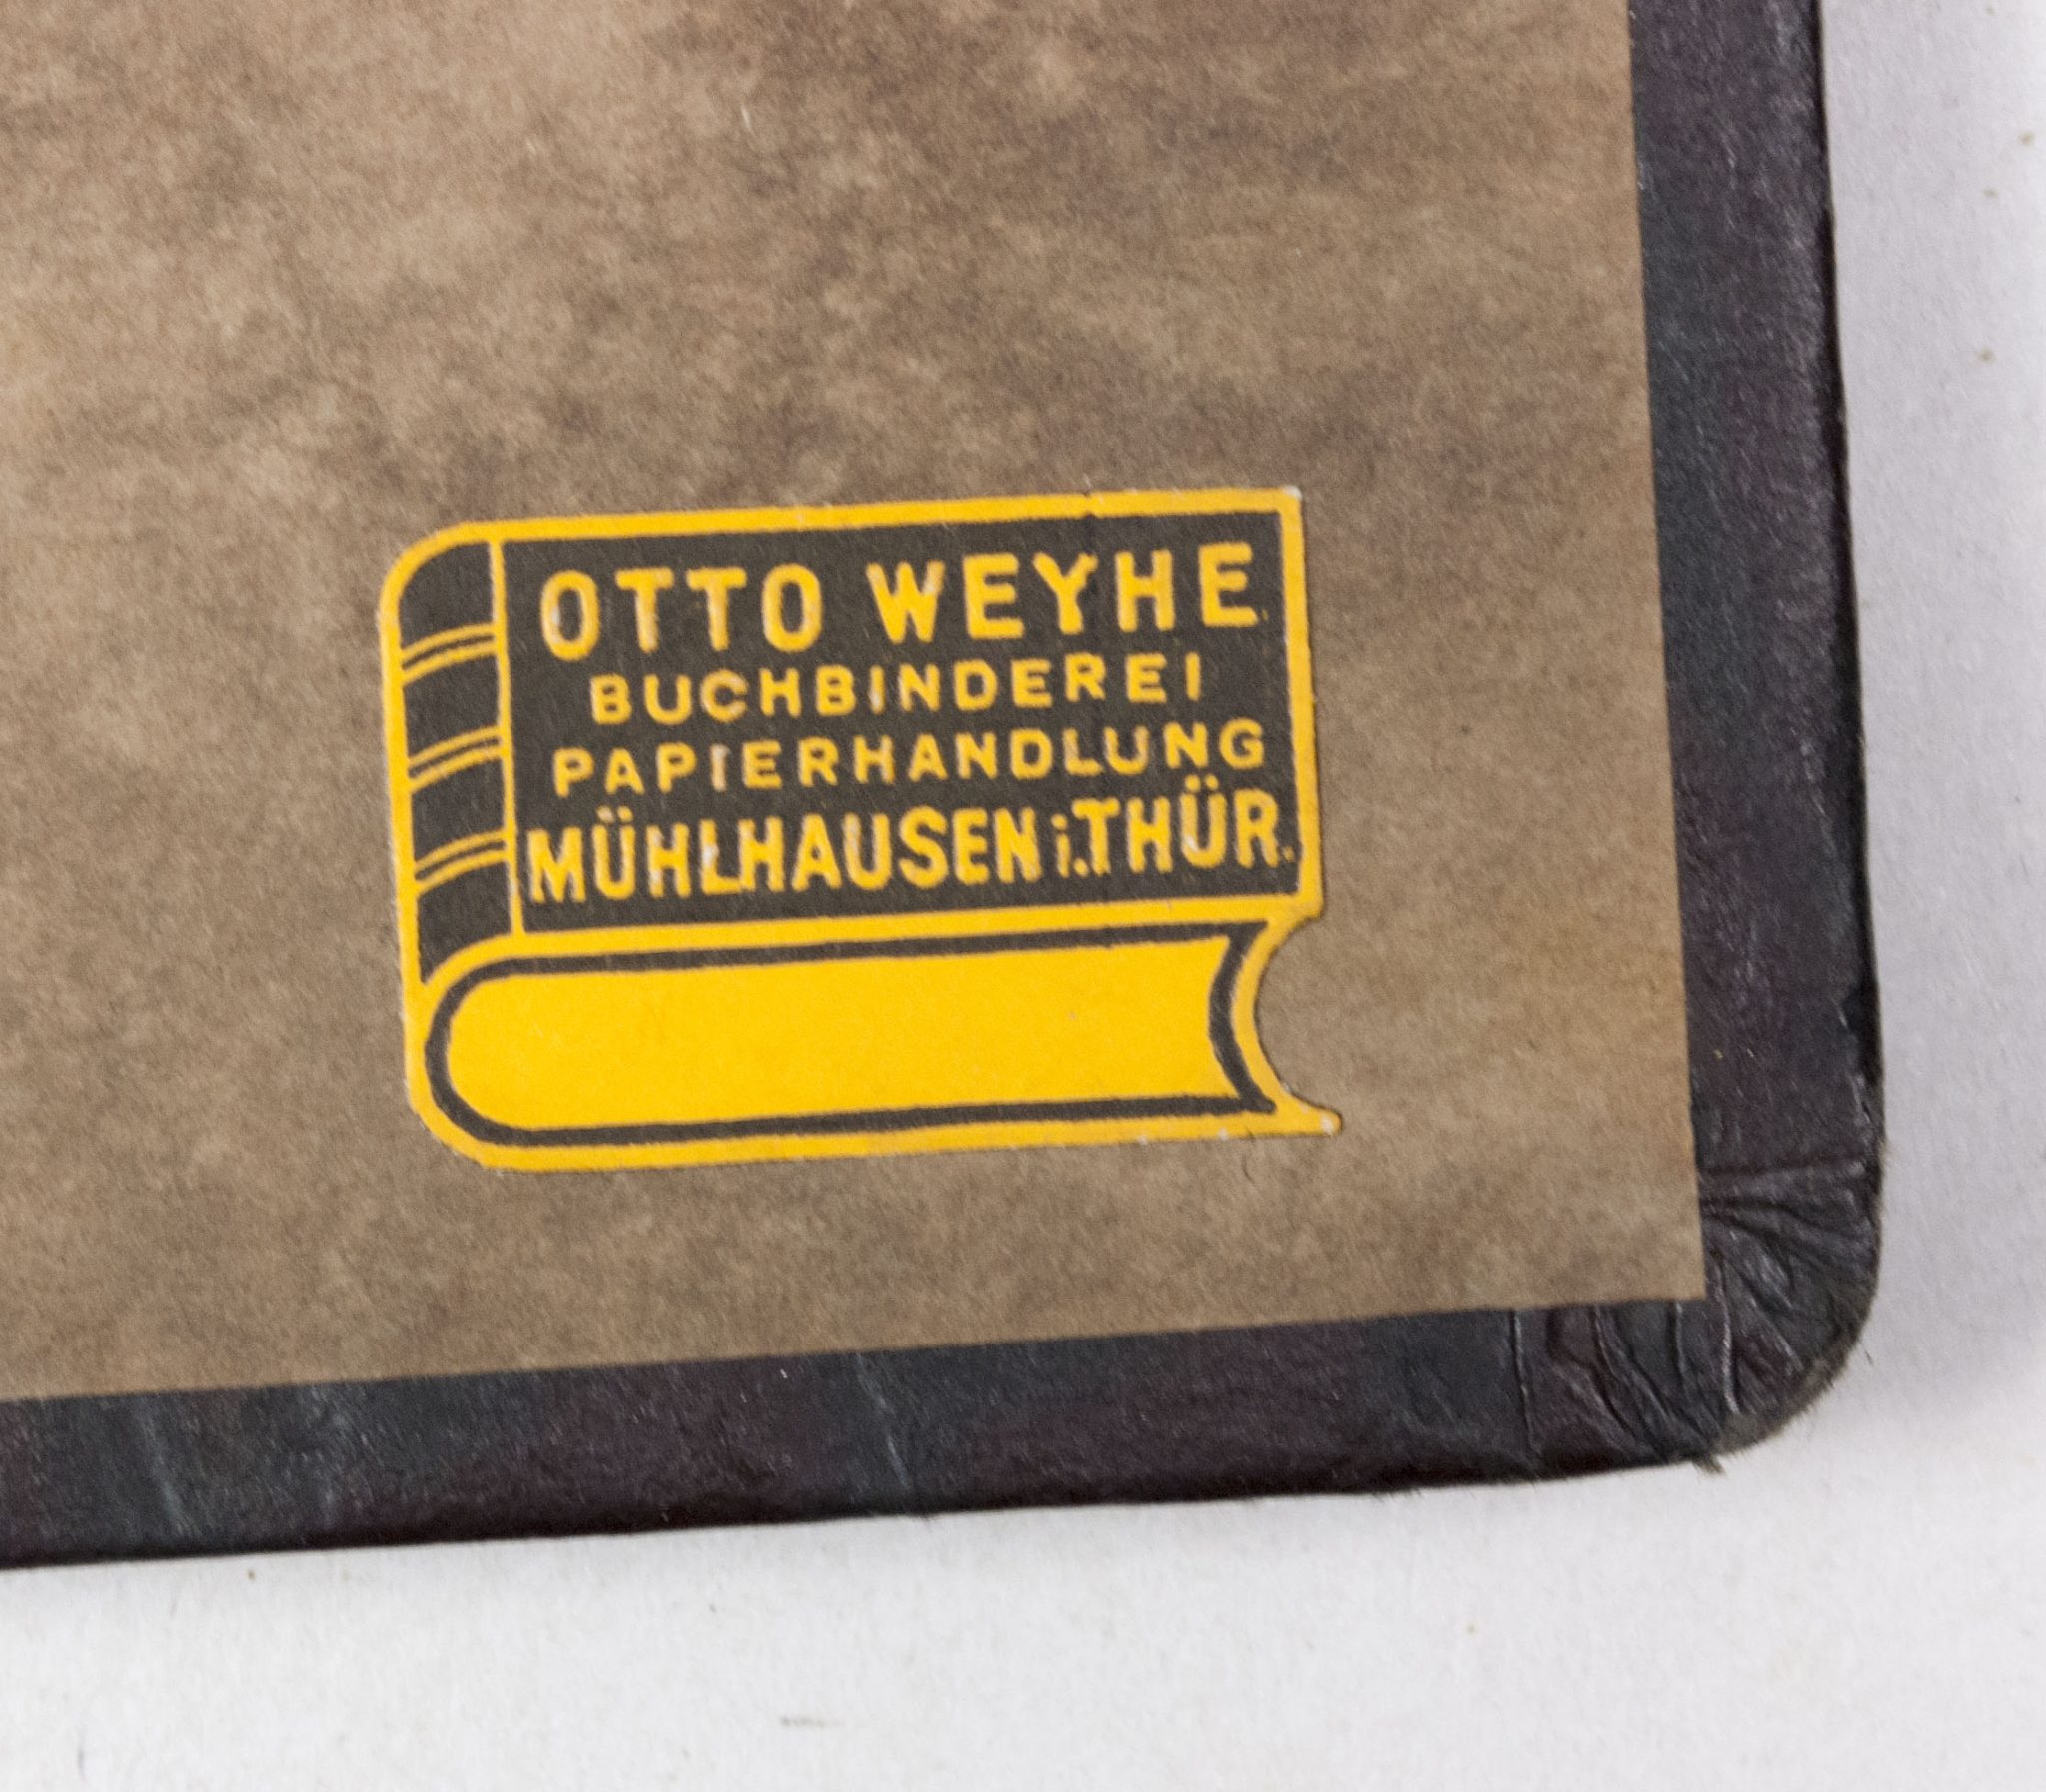 OTTO WEYHE
BUCHBINDEREI
PAPIERHANDLUNG
MÜHLHAUSEN i.THÜR.